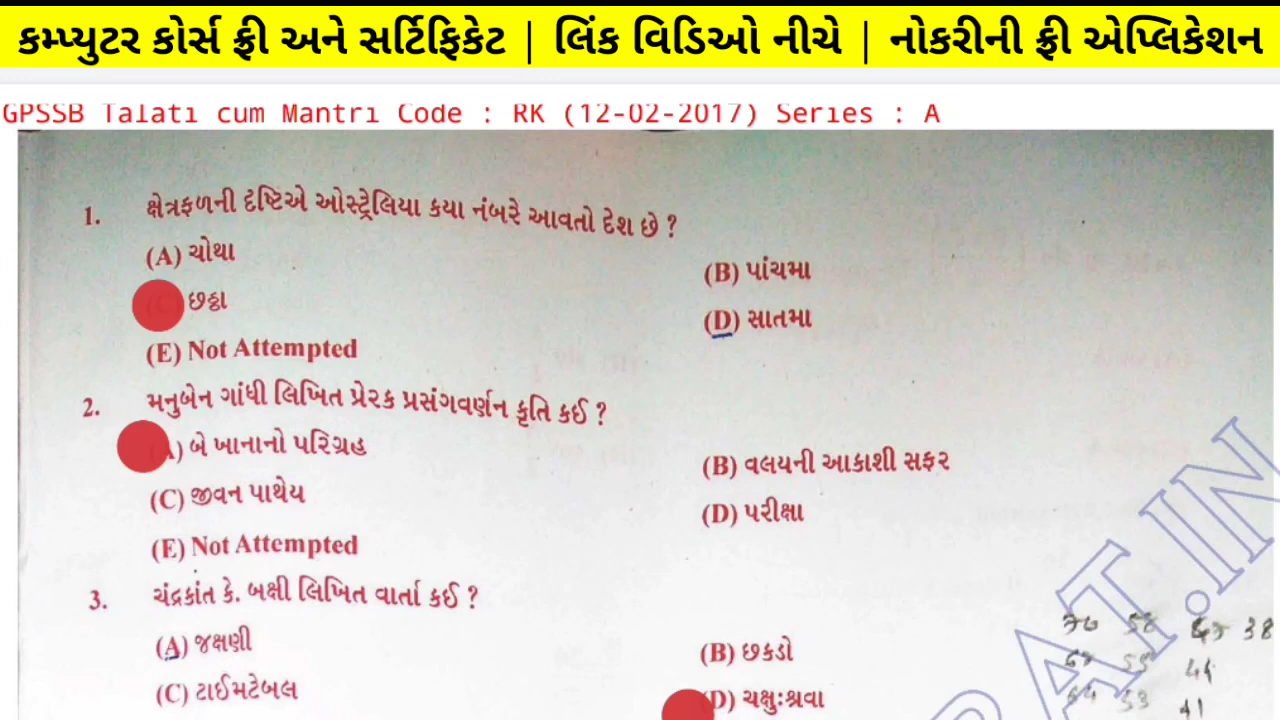 કમ્પ્યુટર કોર્સ ફ્રી અને સર્ટિફિકેટ | લિંક વિડિઓ નીચે | નોકરીની ફ્રી એપ્લિકેશન
GPSSB Talati cum Mantri Code : RK (12-02-2017) Series : A
1. ક્ષેત્રફળની દૃષ્ટિએ ઓસ્ટ્રેલિયા કયા નંબરે આવતો દેશ છે ?
(A) ચોથા
(B) પાંચમા
છઠ્ઠા
(D) સાતમા
(E) Not Attempted
2. મનુબેન ગાંધી લિખિત પ્રેરક પ્રસંગવર્ણન કૃતિ કઈ ?
(A) બે ખાનાનો પરિગ્રહ
(B) વલયની આકાશી સફર
(C) જીવન પાથેય
(D) પરીક્ષા
(E) Not Attempted
3. ચંદ્રકાંત કે. બક્ષી લિખિત વાર્તા કઈ ?
(A) જક્ષણી
(B) છકડો
(C) ટાઈમટેબલ
(D) ચક્ષુઃશ્રવા
RAT.IN